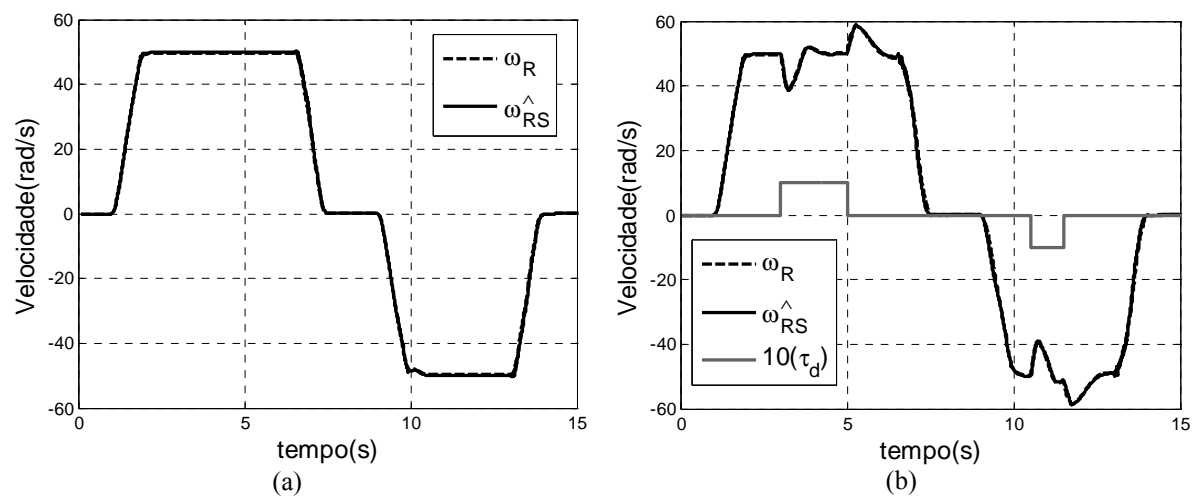 60
40
20
0
-20
-40
-60
Velocidade(rad/s)
0
5
10
15
tempo(s)
ω_R
ω^_RS
(a)
60
40
20
0
-20
-40
-60
Velocidade(rad/s)
0
5
10
15
tempo(s)
ω_R
ω^_RS
10(τ_d)
(b)